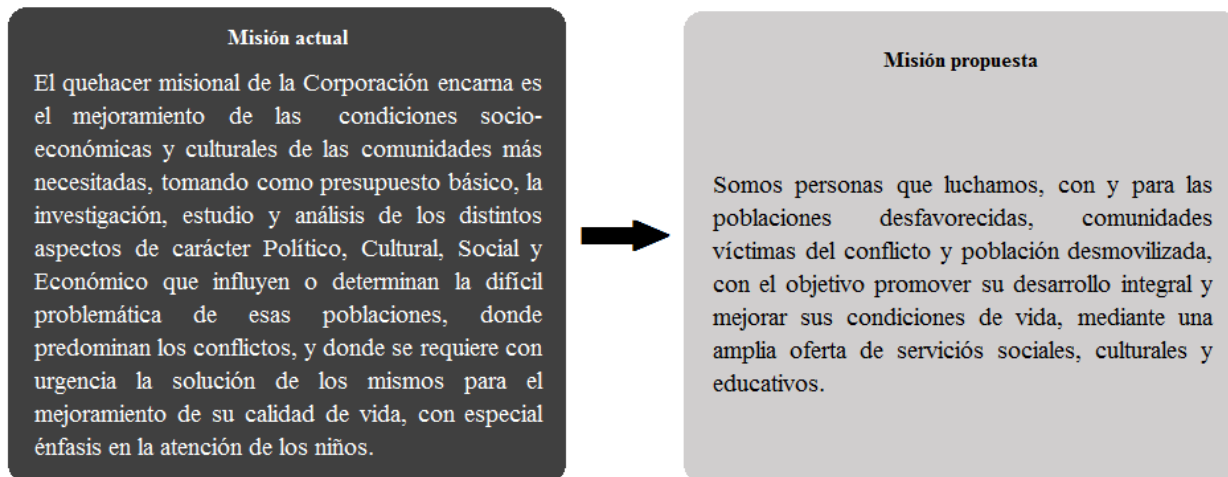 Misión actual
El quehacer misional de la Corporación encarna es
el mejoramiento de las condiciones socio-
económicas y culturales de las comunidades más
necesitadas, tomando como presupuesto básico, la
investigación, estudio y análisis de los distintos
aspectos de carácter Político, Cultural, Social y
Económico que influyen o determinan la difícil
problemática de esas poblaciones, donde
predominan los conflictos, y donde se requiere con
urgencia la solución de los mismos para el
mejoramiento de su calidad de vida, con especial
énfasis en la atención de los niños.
Misión propuesta
Somos personas que luchamos, con y para las
poblaciones desfavorecidas, comunidades
víctimas del conflicto y población desmovilizada,
con el objetivo promover su desarrollo integral y
mejorar sus condiciones de vida, mediante una
amplia oferta de serviciós sociales, culturales y
educativos.